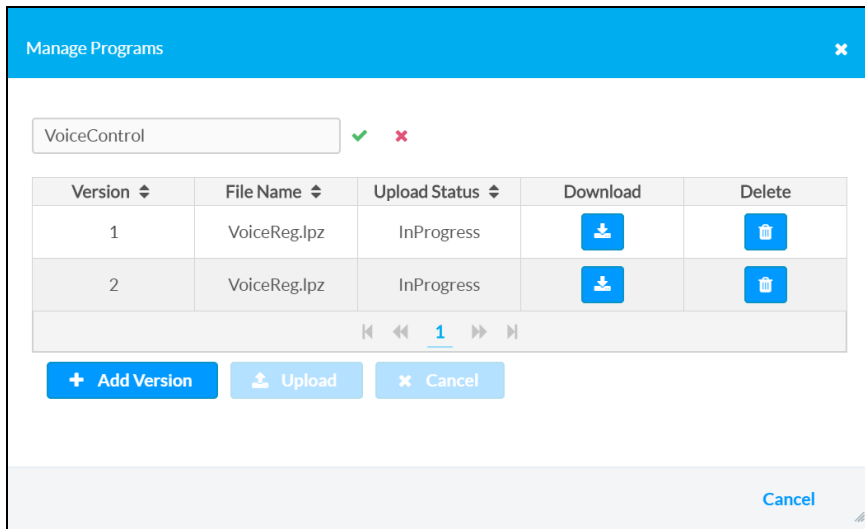 Manage Programs
VoiceControl
Version File Name Upload Status Download Delete
1 VoiceReg.lpz InProgress
2 VoiceReg.lpz InProgress
1
Add Version Upload Cancel
Cancel